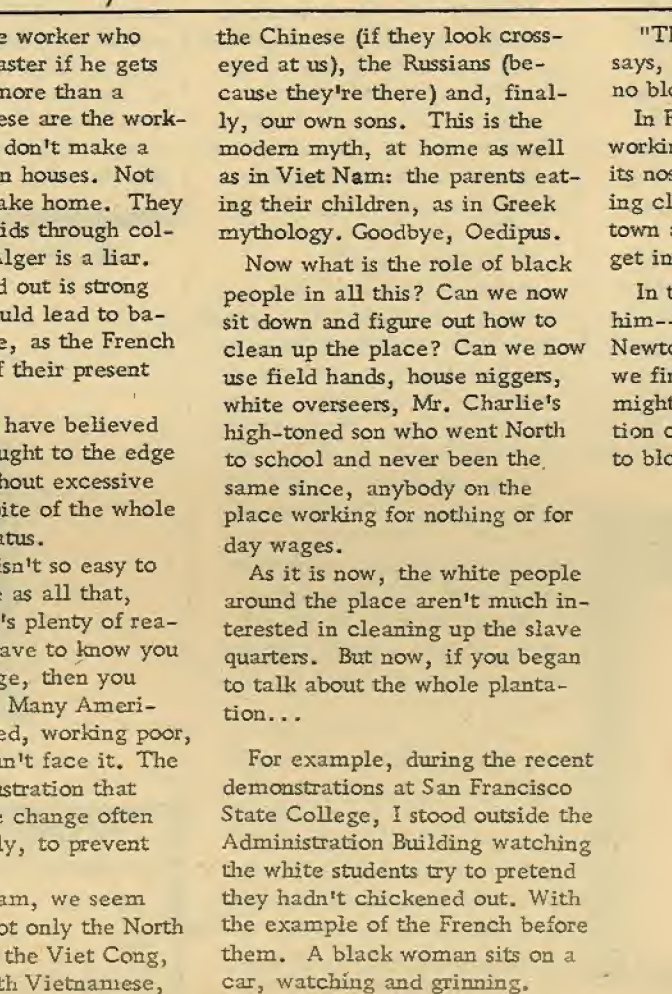 e worker who
aster if he gets
more than a
ese are the work-
don't make a
n houses. Not
ake home. They
ids through col-
Alger is a liar.
d out is strong
uld lead to ba-
e, as the French
f their present
have believed
ught to the edge
hout excessive
ite of the whole
atus.
isn't so easy to
e as all that,
's plenty of rea-
ave to know you
ge, then you
Many Ameri-
ed, working poor,
n't face it. The
stration that
e change often
ly, to prevent
am, we seem
ot only the North
the Viet Cong,
th Vietnamese,
the Chinese (if they look cross-
eyed at us), the Russians (be-
cause they're there) and, final-
ly, our own sons. This is the
modern myth, at home as well
as in Viet Nam: the parents eat-
ing their children, as in Greek
mythology. Goodbye, Oedipus.
Now what is the role of black
people in all this? Can we now
sit down and figure out how to
clean up the place? Can we now
use field hands, house niggers,
white overseers, Mr. Charlie's
high-toned son who went North
to school and never been the
same since, anybody on the
place working for nothing or for
day wages.
As it is now, the white people
around the place aren't much in-
terested in cleaning up the slave
quarters. But now, if you began
to talk about the whole planta-
tion...
For example, during the recent
demonstrations at San Francisco
State College, I stood outside the
Administration Building watching
the white students try to pretend
they hadn't chickened out. With
the example of the French before
them. A black woman sits on a
car, watching and grinning.
"Th
says,
no blo
In F
workin
its nos
ing cl
town a
get in
In t
him--
Newto
we fin
might
tion o
to blo